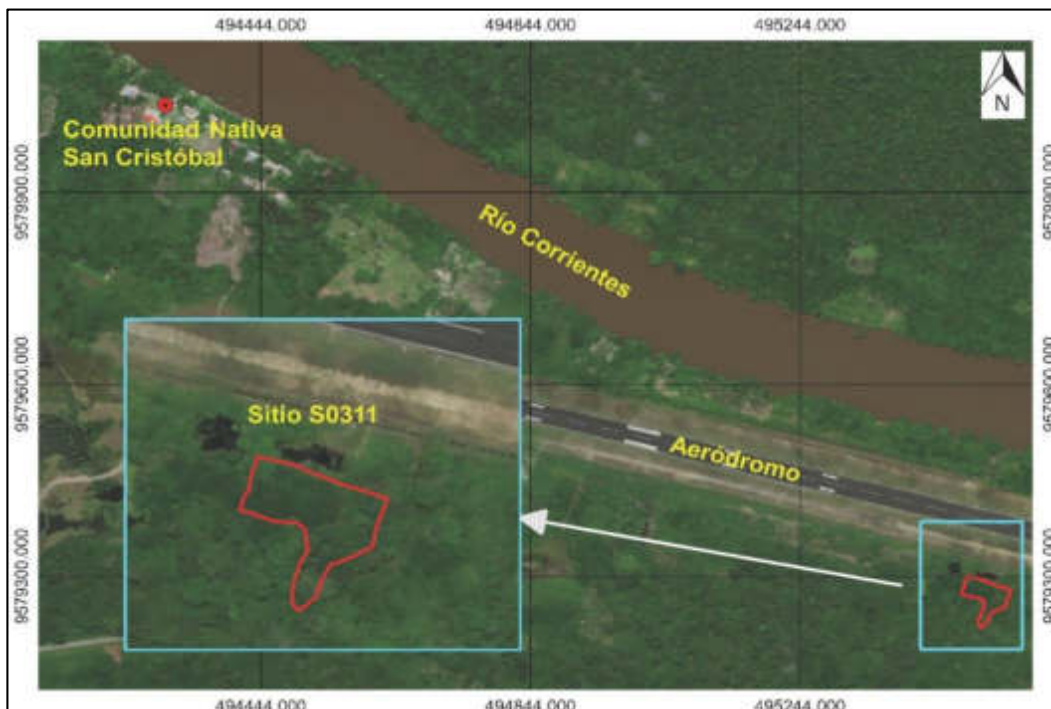 494444.000 494844.000 495244.000
N
Comunidad Nativa
San Cristóbal
9579900.000 9579900.000
Río Corrientes
9579600.000 9579600.000
Sitio S0311
Aeródromo
9579300.000 9579300.000
494444.000 494844.000 495244.000